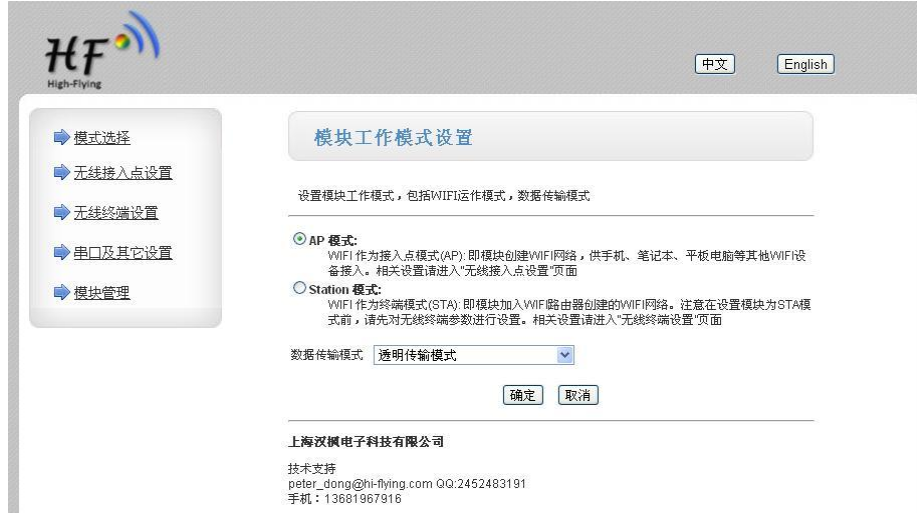 HF
High-Flying
中文
English
模式选择
无线接入点设置
无线终端设置
串口及其它设置
模块管理
模块工作模式设置
设置模块工作模式，包括WIFI运作模式，数据传输模式
AP 模式:
WIFI 作为接入点模式(AP): 即模块创建WIFI网络，供手机、笔记本、平板电脑等其他WIFI设
备接入。相关设置请进入"无线接入点设置"页面
Station 模式:
WIFI 作为终端模式(STA): 即模块加入WIFI路由器创建的WIFI网络。注意在设置模块为STA模
式前，请先对无线终端参数进行设置。相关设置请进入"无线终端设置"页面
数据传输模式 透明传输模式
确定 取消
上海汉枫电子科技有限公司
技术支持
peter_dong@hi-flying.com QQ:2452483191
手机：13681967916